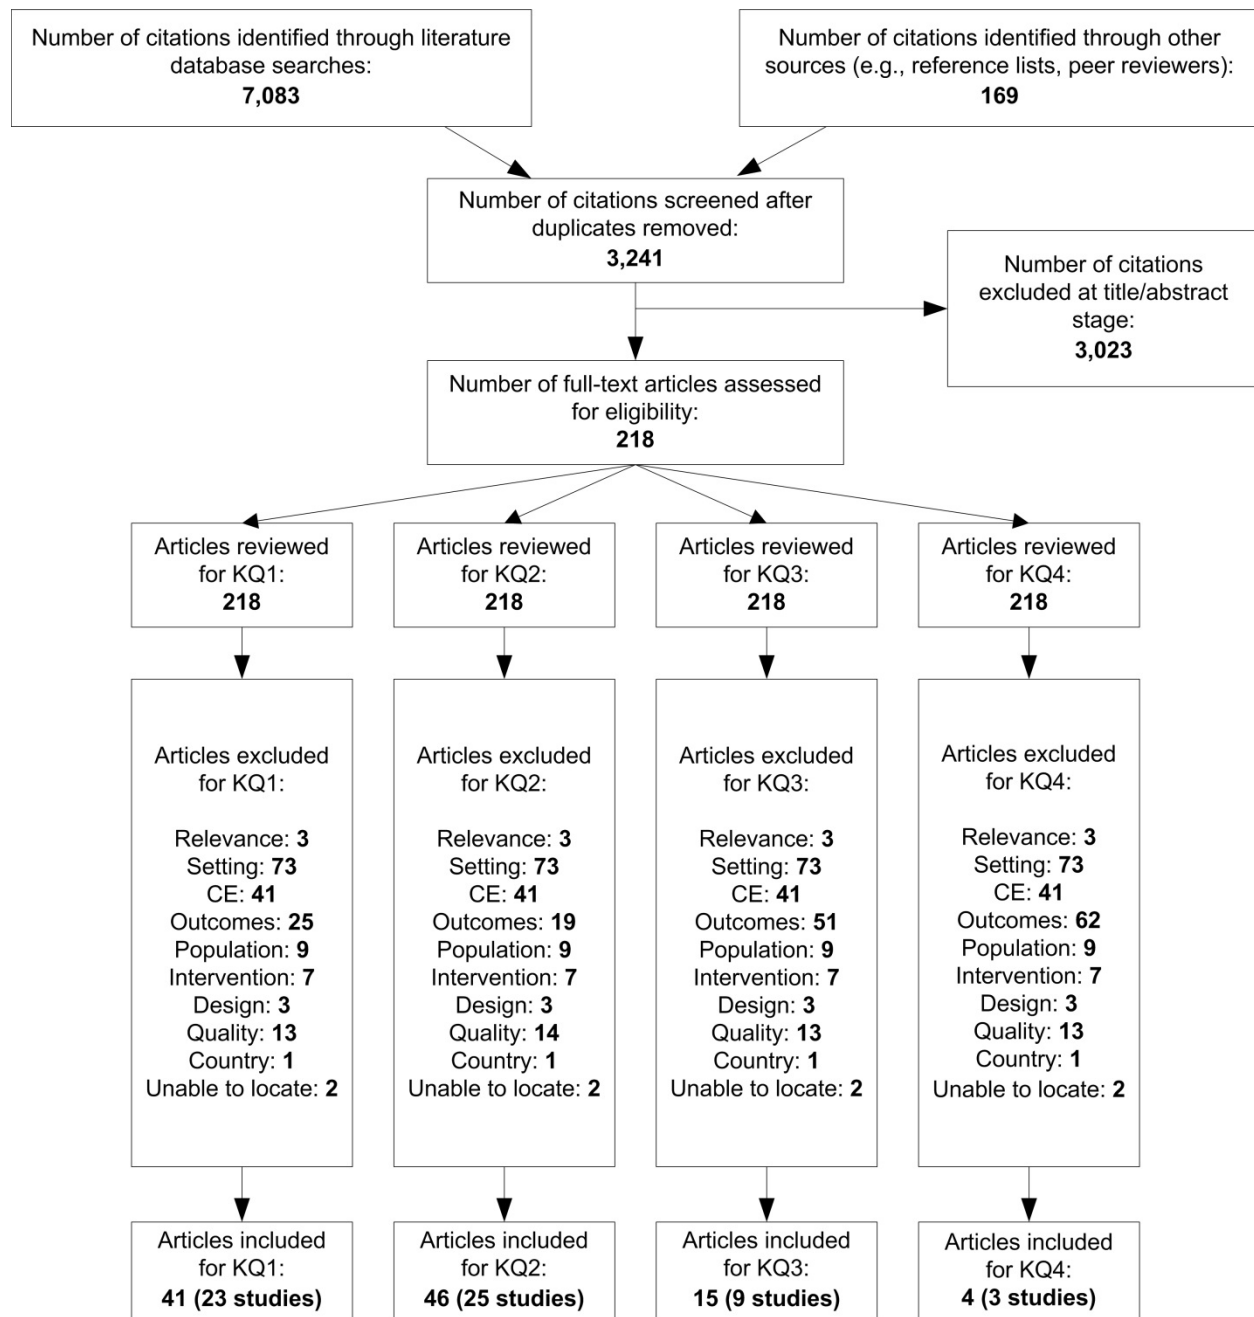 Number of citations identified through literature
database searches:
7,083
Number of citations identified through other
sources (e.g., reference lists, peer reviewers):
169
Number of citations screened after
duplicates removed:
3,241
Number of citations
excluded at title/abstract
stage:
3,023
Number of full-text articles assessed
for eligibility:
218
Articles reviewed
for KQ1:
218
Articles reviewed
for KQ2:
218
Articles reviewed
for KQ3:
218
Articles reviewed
for KQ4:
218
Articles excluded
for KQ1:
Relevance: 3
Setting: 73
CE: 41
Outcomes: 25
Population: 9
Intervention: 7
Design: 3
Quality: 13
Country: 1
Unable to locate: 2
Articles excluded
for KQ2:
Relevance: 3
Setting: 73
CE: 41
Outcomes: 19
Population: 9
Intervention: 7
Design: 3
Quality: 14
Country: 1
Unable to locate: 2
Articles excluded
for KQ3:
Relevance: 3
Setting: 73
CE: 41
Outcomes: 51
Population: 9
Intervention: 7
Design: 3
Quality: 13
Country: 1
Unable to locate: 2
Articles excluded
for KQ4:
Relevance: 3
Setting: 73
CE: 41
Outcomes: 62
Population: 9
Intervention: 7
Design: 3
Quality: 13
Country: 1
Unable to locate: 2
Articles included
for KQ1:
41 (23 studies)
Articles included
for KQ2:
46 (25 studies)
Articles included
for KQ3:
15 (9 studies)
Articles included
for KQ4:
4 (3 studies)